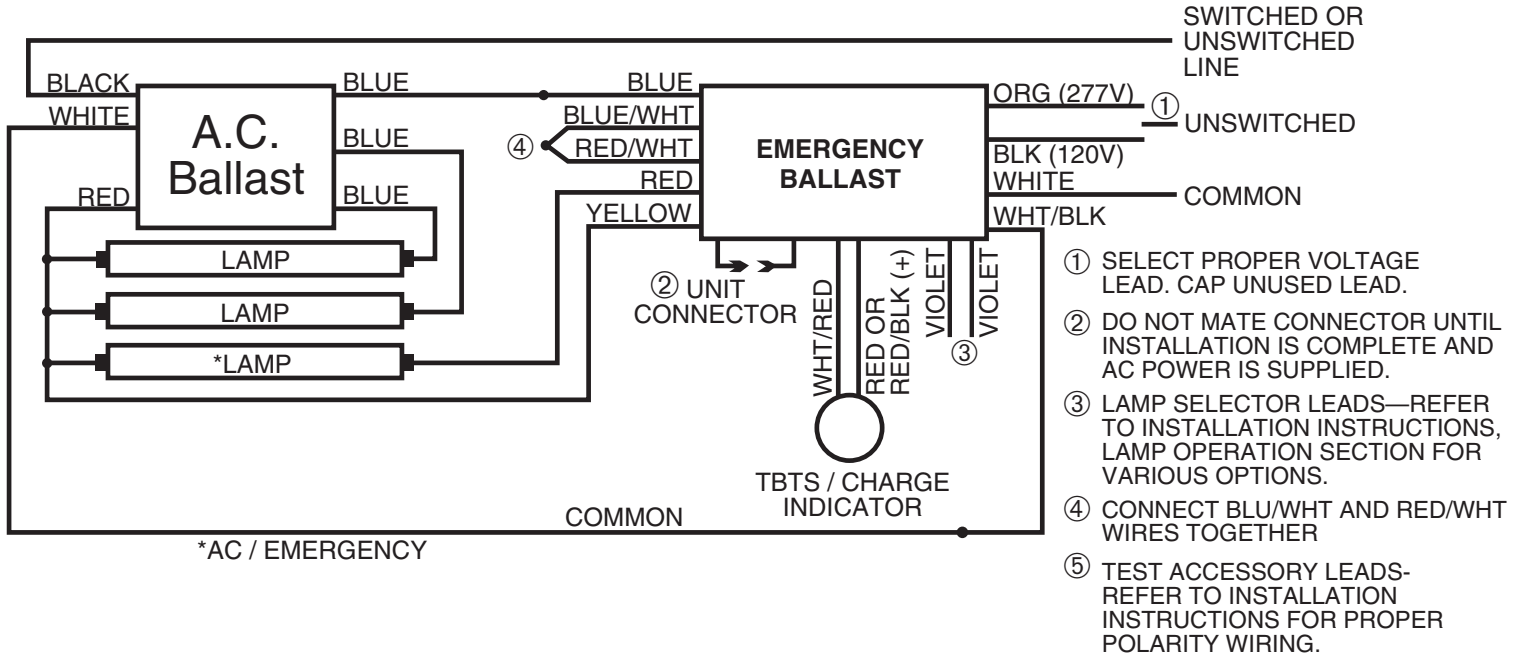 SWITCHED OR
UNSWITCHED
LINE
BLACK
WHITE
A.C.
Ballast
BLUE
BLUE
BLUE
RED
LAMP
LAMP
*LAMP
BLUE
BLUE/WHT
④
RED/WHT
RED
YELLOW
EMERGENCY
BALLAST
ORG (277V)
①
UNSWITCHED
BLK (120V)
WHITE
COMMON
WHT/BLK
② UNIT
CONNECTOR
WHT/RED
RED OR
RED/BLK (+)
VIOLET
VIOLET
③
TBTS / CHARGE
INDICATOR
COMMON
*AC / EMERGENCY
① SELECT PROPER VOLTAGE
LEAD. CAP UNUSED LEAD.
② DO NOT MATE CONNECTOR UNTIL
INSTALLATION IS COMPLETE AND
AC POWER IS SUPPLIED.
③ LAMP SELECTOR LEADS—REFER
TO INSTALLATION INSTRUCTIONS,
LAMP OPERATION SECTION FOR
VARIOUS OPTIONS.
④ CONNECT BLU/WHT AND RED/WHT
WIRES TOGETHER
⑤ TEST ACCESSORY LEADS-
REFER TO INSTALLATION
INSTRUCTIONS FOR PROPER
POLARITY WIRING.